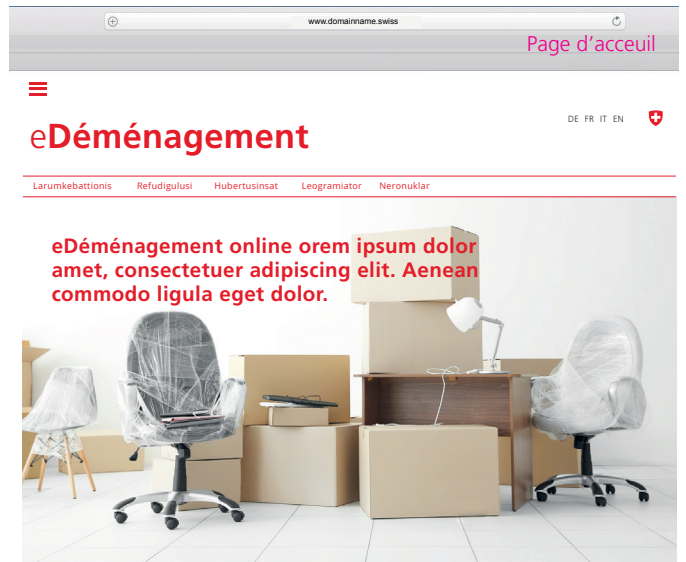 www.domainname.swiss
Page d’acceuil
DE FR IT EN
eDéménagement
Larumkebattionis Refudigulusi Hubertusinsat Leogramiator Neronuklar
eDéménagement online orem ipsum dolor
amet, consectetuer adipiscing elit. Aenean
commodo ligula eget dolor.